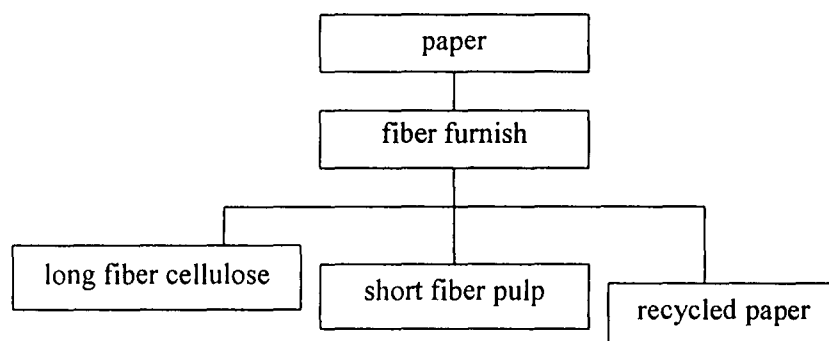 paper
fiber furnish
long fiber cellulose
short fiber pulp
recycled paper